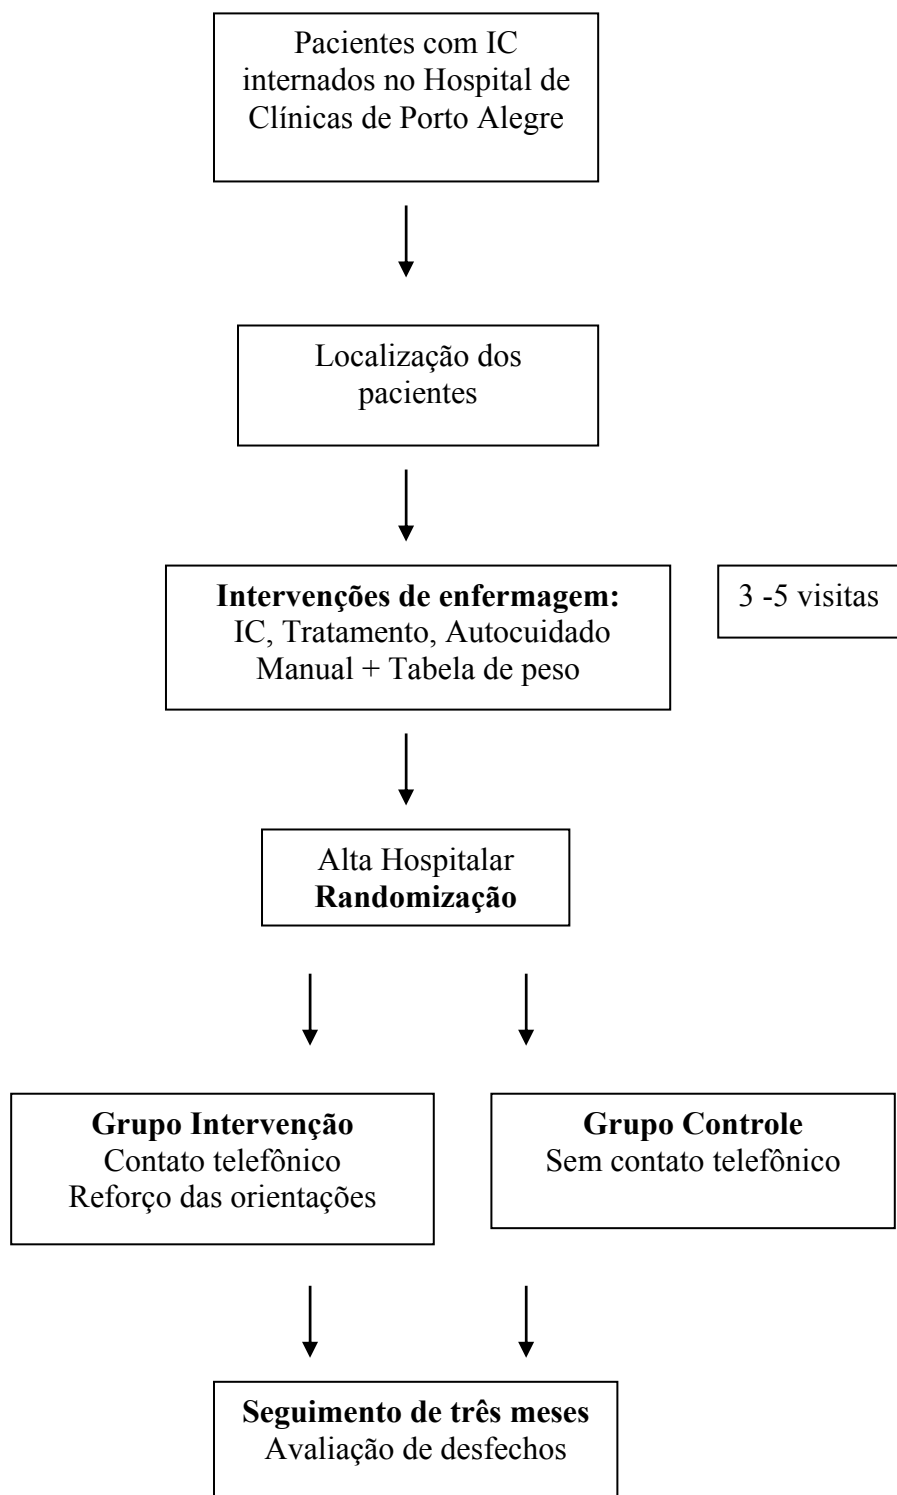 Pacientes com IC
internados no Hospital de
Clínicas de Porto Alegre
Localização dos
pacientes
Intervenções de enfermagem:
IC, Tratamento, Autocuidado
Manual + Tabela de peso
3 -5 visitas
Alta Hospitalar
Randomização
Grupo Intervenção
Contato telefônico
Reforço das orientações
Grupo Controle
Sem contato telefônico
Seguimento de três meses
Avaliação de desfechos